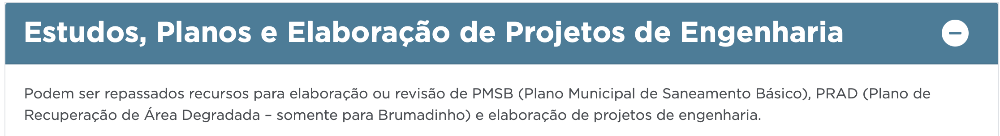 Estudos, Planos e Elaboração de Projetos de Engenharia
Podem ser repassados recursos para elaboração ou revisão de PMSB (Plano Municipal de Saneamento Básico), PRAD (Plano de
Recuperação de Área Degradada – somente para Brumadinho) e elaboração de projetos de engenharia.